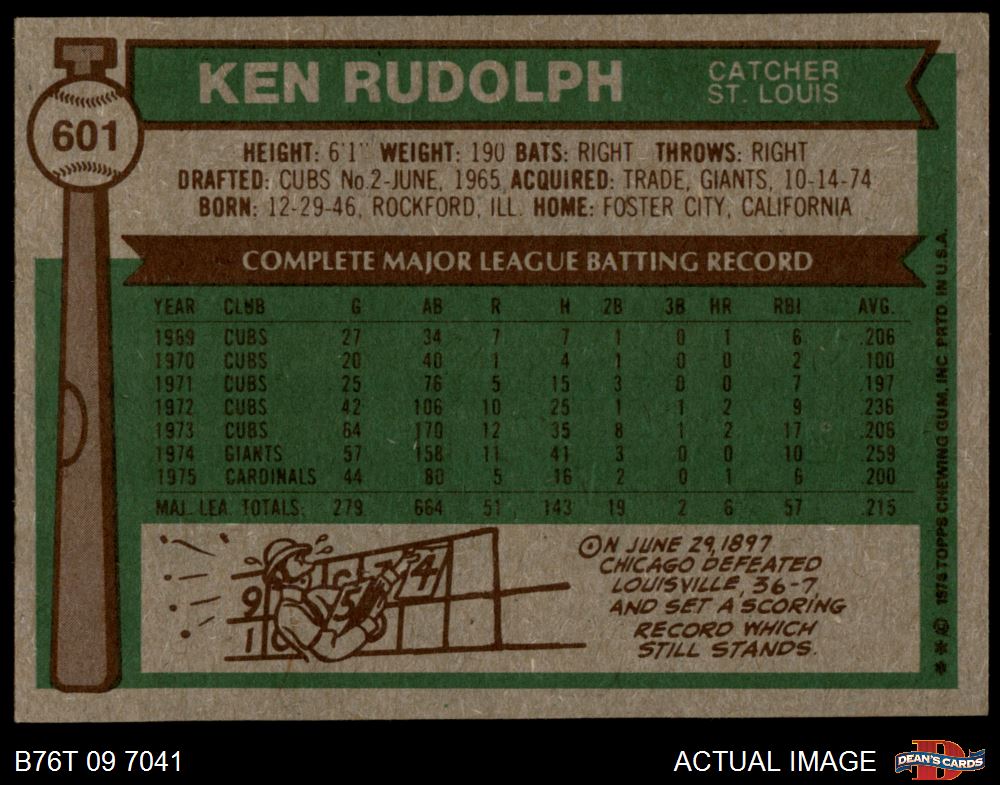 601
KEN RUDOLPH
CATCHER
ST. LOUIS
HEIGHT: 6'1" WEIGHT: 190 BATS: RIGHT THROWS: RIGHT
DRAFTED: CUBS No.2-JUNE, 1965 ACQUIRED: TRADE, GIANTS, 10-14-74
BORN: 12-29-46, ROCKFORD, ILL. HOME: FOSTER CITY, CALIFORNIA
COMPLETE MAJOR LEAGUE BATTING RECORD
YEAR CLUB G AB R H 2B 3B HR RBI AVG.
1969 CUBS 27 34 7 7 1 0 1 6 .206
1970 CUBS 20 40 1 4 1 0 0 2 .100
1971 CUBS 25 76 5 15 3 0 0 7 .197
1972 CUBS 42 106 10 25 1 1 2 9 .236
1973 CUBS 64 170 12 35 8 1 2 17 .206
1974 GIANTS 57 158 11 41 3 0 0 10 .259
1975 CARDINALS 44 80 5 16 2 0 1 6 .200
MAJ. LEA. TOTALS: 279 664 51 143 19 2 6 57 .215
9
1
5
4
ON JUNE 29, 1897
CHICAGO DEFEATED
LOUISVILLE, 36-7,
AND SET A SCORING
RECORD WHICH
STILL STANDS.
**© 1976 TOPPS CHEWING GUM, INC. PRTD. IN U.S.A.
B76T 09 7041
ACTUAL IMAGE
DEAN'S CARDS